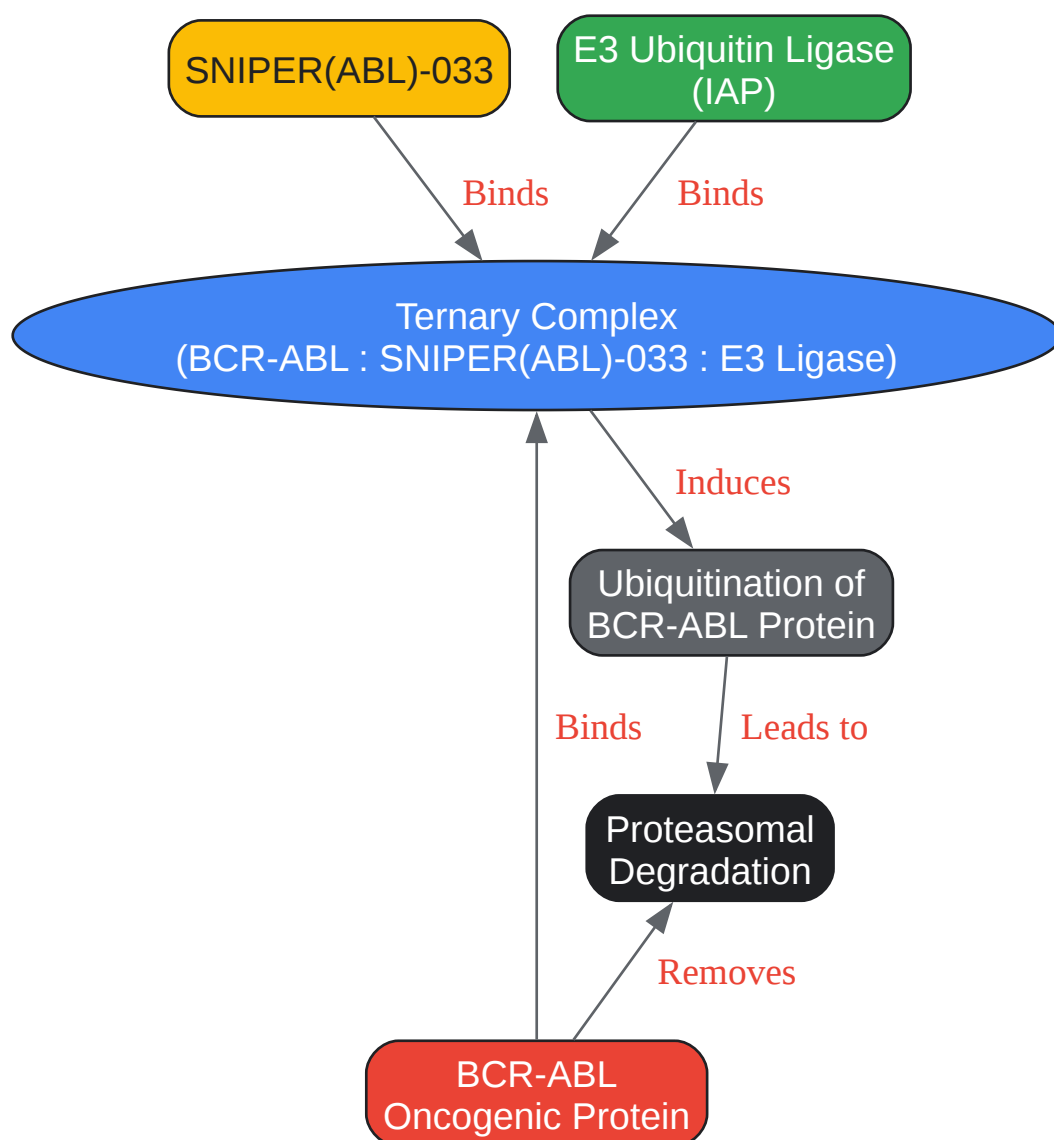 SNIPER(ABL)-033
E3 Ubiquitin Ligase
(IAP)
Binds
Binds
Ternary Complex
(BCR-ABL : SNIPER(ABL)-033 : E3 Ligase)
Induces
Ubiquitination of
BCR-ABL Protein
Binds
Leads to
Proteasomal
Degradation
Removes
BCR-ABL
Oncogenic Protein